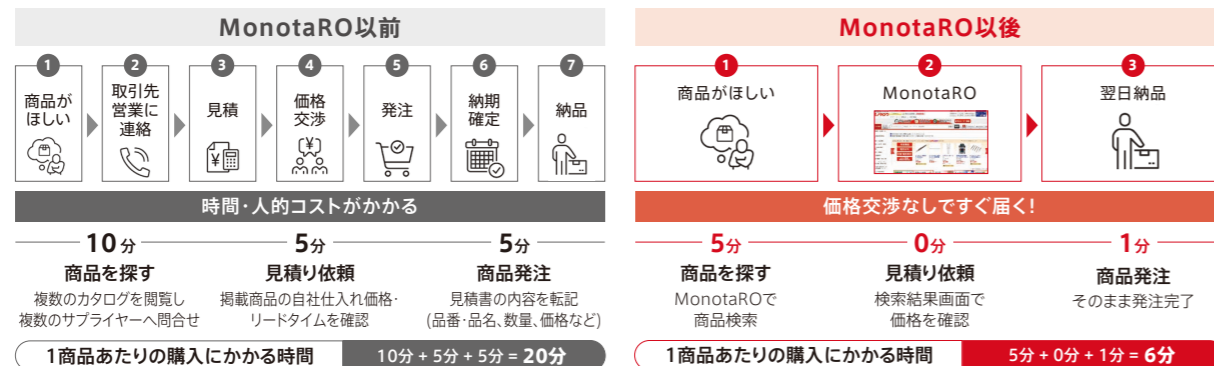 MonotaRO以前
1
商品が
ほしい
2
取引先
営業に
連絡
3
見積
4
価格
交渉
5
発注
6
納期
確定
7
納品
時間・人的コストがかかる
10分
商品を探す
複数のカタログを閲覧し
複数のサプライヤーへ問合せ
5分
見積り依頼
掲載商品の自社仕入れ価格・
リードタイムを確認
5分
商品発注
見積書の内容を転記
(品番・品名、数量、価格など)
1商品あたりの購入にかかる時間
10分 + 5分 + 5分 = 20分
MonotaRO以後
1
商品がほしい
2
MonotaRO
3
翌日納品
価格交渉なしですぐ届く!
5分
商品を探す
MonotaROで
商品検索
0分
見積り依頼
検索結果画面で
価格を確認
1分
商品発注
そのまま発注完了
1商品あたりの購入にかかる時間
5分 + 0分 + 1分 = 6分